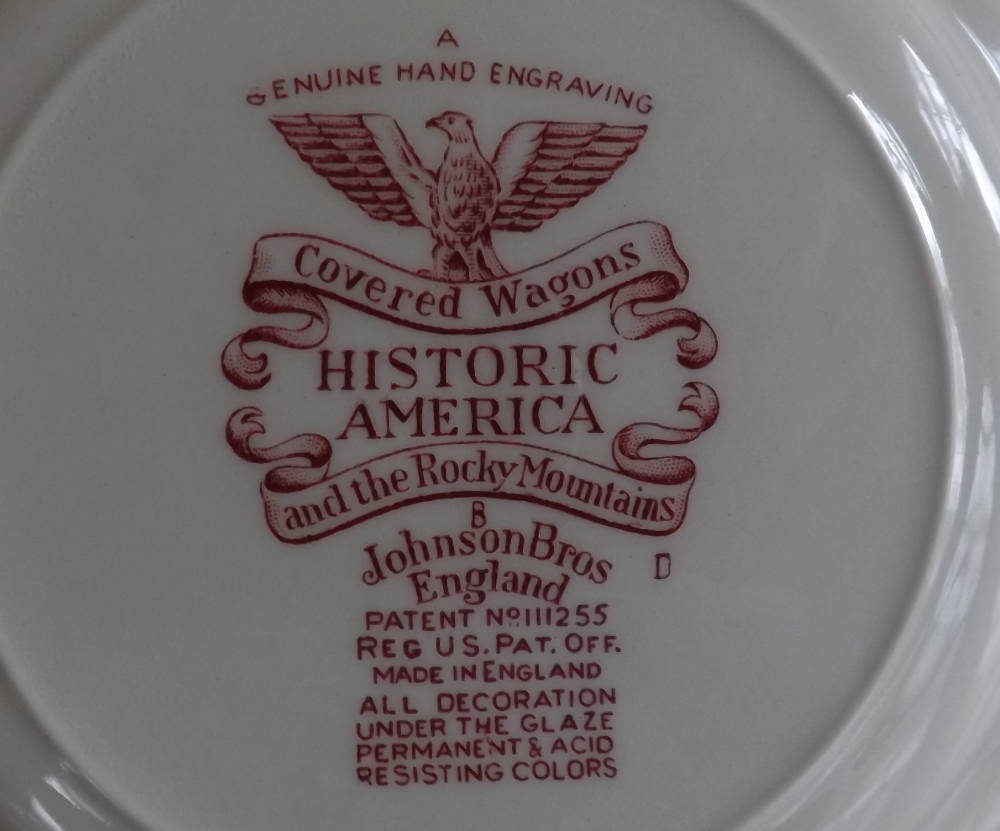 A
GENUINE HAND ENGRAVING
Covered Wagons
HISTORIC
AMERICA
and the Rocky Mountains
B
Johnson Bros
D
England
PATENT Nº 111255
REG US. PAT. OFF.
MADE IN ENGLAND
ALL DECORATION
UNDER THE GLAZE
PERMANENT & ACID
RESISTING COLORS